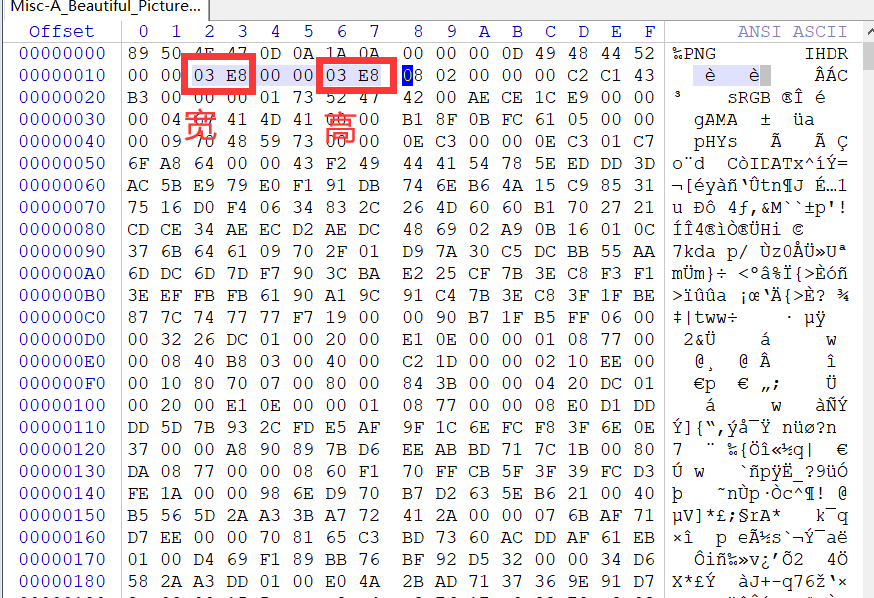 Misc-A_Beautiful_Picture...
Offset 0 1 2 3 4 5 6 7 8 9 A B C D E F ANSI ASCII
00000000 89 50 4E 47 0D 0A 1A 0A 00 00 00 0D 49 48 44 52 ‰PNG IHDR
00000010 00 00 03 E8 00 00 03 E8 08 02 00 00 00 C2 C1 43 è è ÂÁC
00000020 B3 00 00 00 01 73 52 47 42 00 AE CE 1C E9 00 00 ³ sRGB ®Î é
宽 高
00000030 00 04 67 41 4D 41 00 00 B1 8F 0B FC 61 05 00 00 gAMA ± üa
00000040 00 09 70 48 59 73 00 00 0E C3 00 00 0E C3 01 C7 pHYs Ã Ã Ç
00000050 6F A8 64 00 00 43 F2 49 44 41 54 78 5E ED DD 3D o¨d CòIDATx^íÝ=
00000060 AC 5B E9 79 E0 F1 91 DB 74 6E B6 4A 15 C9 85 31 ¬[éyàñ‘Ûtn¶J É…1
00000070 75 16 D0 F4 06 34 83 2C 26 4D 60 60 B1 70 27 21 u Ðô 4ƒ,&M``±p'!
00000080 CD CE 34 AE EC D2 AE DC 48 69 02 A9 0B 16 01 0C ÍÎ4®ìÒ®ÜHi ©
00000090 37 6B 64 61 09 70 2F 01 D9 7A 30 C5 DC BB 55 AA 7kda p/ Ùz0ÅÜ»Uª
000000A0 6D DC 6D 7D F7 90 3C BA E2 25 CF 7B 3E C8 F3 F1 mÜm}÷ <ºâ%Ï{>Èóñ
000000B0 3E EF FB FB 61 90 A1 9C 91 C4 7B 3E C8 3F 1F BE >ïûûa ¡œ‘Ä{>È? ¾
000000C0 87 7C 74 77 77 F7 19 00 00 00 90 B7 1F B5 FF 06 00 ‡|tww÷ · µÿ
000000D0 00 32 26 DC 01 00 20 00 E1 0E 00 00 01 08 77 00 2&Ü á w
000000E0 00 08 40 B8 03 00 40 00 C2 1D 00 00 02 10 EE 00 @¸ @ Â î
000000F0 00 10 80 70 07 00 80 00 84 3B 00 00 04 20 DC 01 €p € „; Ü
00000100 00 20 00 E1 0E 00 00 01 08 77 00 00 08 E0 D1 DD á w àÑÝ
00000110 DD 5D 7B 93 2C FD E5 AF 9F 1C 6E FC F8 3F 6E 0E Ý]{“,ýå¯Ÿ nüø?n
00000120 37 00 00 A8 90 89 7B D6 EE AB BD 71 7C 1B 00 80 7 ¨ ‰{Öî«½q| €
00000130 DA 08 77 00 00 08 60 F1 70 FF CB 5F 3F 39 FC D3 Ú w `ñpÿË_?9üÓ
00000140 FE 1A 00 00 98 6E D9 70 B7 D2 63 5E B6 21 00 40 þ ˜nÙp·Òc^¶! @
00000150 B5 56 5D 2A A3 3B A7 72 41 2A 00 00 07 6B AF 71 µV]*£;§rA* k¯q
00000160 D7 EE 00 00 70 81 65 C3 BD 73 60 AC DD AF 61 EB ×î p eÃ½s`¬Ý¯aë
00000170 01 00 D4 69 F1 89 BB 76 BF 92 D5 32 00 00 34 D6 Ôiñ‰»v¿’Õ2 4Ö
00000180 58 2A A3 DD 01 00 E0 4A 2B AD 71 37 36 9E 91 D7 X*£Ý àJ+-q76ž‘×